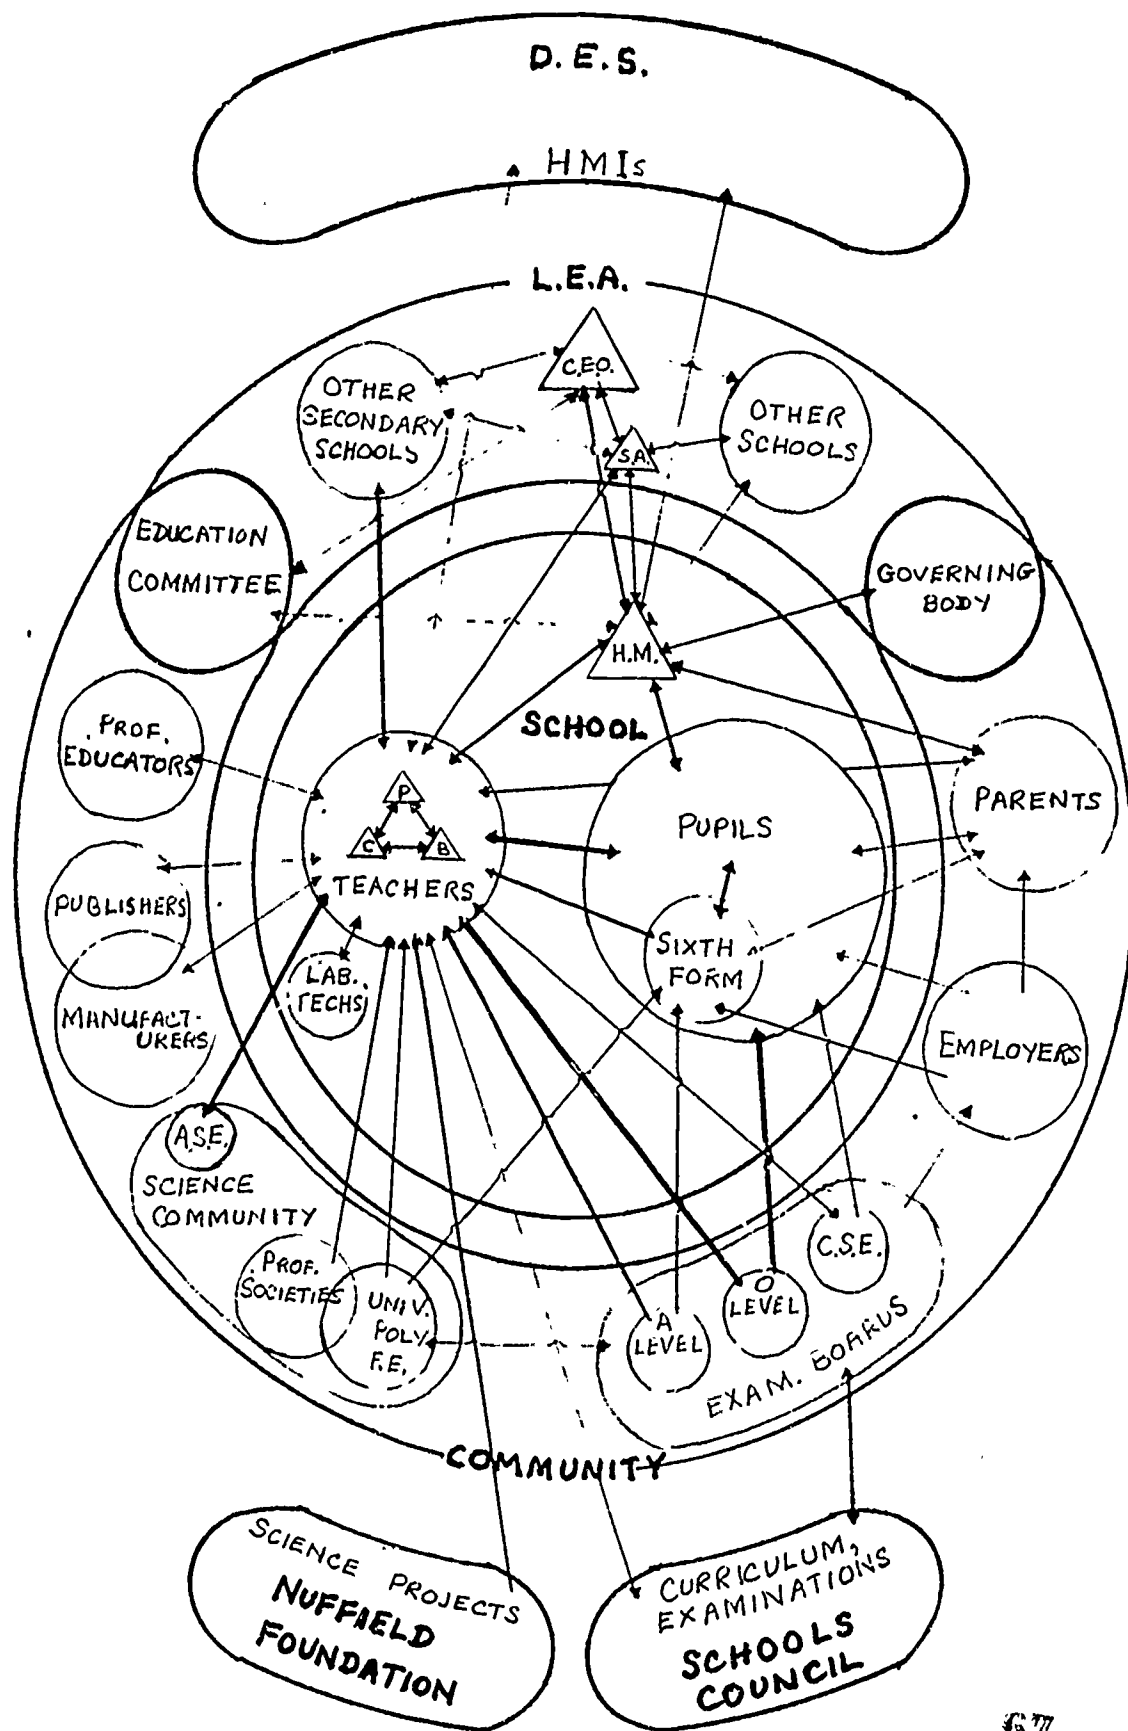 D.E.S.
HMIs
L.E.A.
C.E.O.
S.A.
OTHER
SECONDARY
SCHOOLS
OTHER
SCHOOLS
EDUCATION
COMMITTEE
GOVERNING
BODY
H.M.
SCHOOL
PROF.
EDUCATORS
P
C
B
TEACHERS
PUPILS
PARENTS
PUBLISHERS
MANUFACT-
URERS
LAB.
TECHS
SIXTH
FORM
EMPLOYERS
A.S.E.
SCIENCE
COMMUNITY
PROF.
SOCIETIES
UNIV.
POLY
F.E.
A
LEVEL
O
LEVEL
C.S.E.
EXAM. BOARDS
COMMUNITY
SCIENCE PROJECTS
NUFFIELD
FOUNDATION
CURRICULUM,
EXAMINATIONS
SCHOOLS
COUNCIL
67